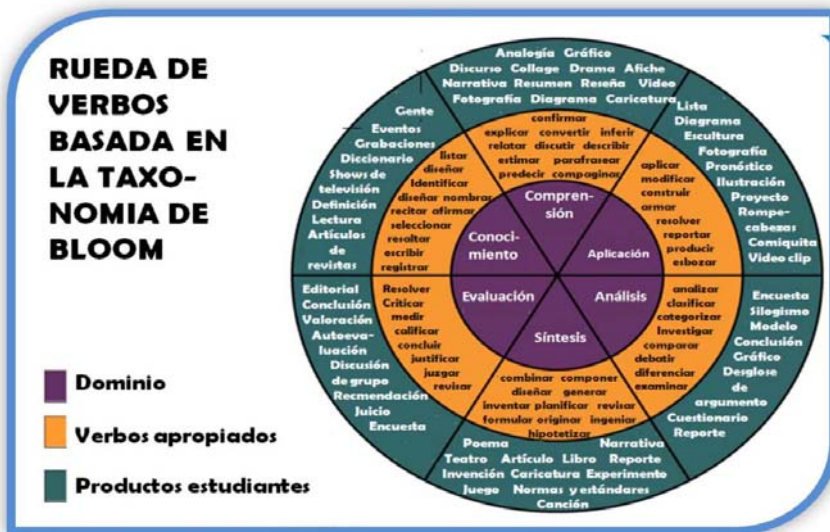 RUEDA DE
VERBOS
BASADA EN
LA TAXO-
NOMIA DE
BLOOM
Dominio
Verbos apropiados
Productos estudiantes
Analogía Gráfico
Discurso Collage Drama Afiche
Narrativa Resumen Reseña Video
Fotografía Diagrama Caricatura
confirmar
explicar convertir inferir
relatar discutir describir
estimar parafrasear
predecir compaginar
Compren-
sión
Lista
Diagrama
Escultura
Fotografía
Pronóstico
Ilustración
Proyecto
Rompe-
cabezas
Comiquita
Video clip
aplicar
modificar
construir
armar
resolver
reportar
producir
esbozar
Aplicación
Encuesta
Silogismo
Modelo
Conclusión
Gráfico
Desglose
de
argumento
Cuestionario
Reporte
analizar
clasificar
categorizar
Investigar
comparar
debatir
diferenciar
examinar
Análisis
Síntesis
combinar componer
diseñar generar
inventar planificar revisar
formular originar ingeniar
hipotetizar
Poema Narrativa
Teatro Artículo Libro Reporte
Invención Caricatura Experimento
Juego Normas y estándares
Canción
Evaluación
Resolver
Criticar
medir
calificar
concluir
justificar
juzgar
revisar
Editorial
Conclusión
Valoración
Autoeva-
luación
Discusión
de grupo
Recmendación
Juicio
Encuesta
Conoci-
miento
listar
diseñar
Identificar
diseñar nombrar
recitar afirmar
seleccionar
resaltar
escribir
registrar
Gente
Eventos
Grabaciones
Diccionario
Shows de
televisión
Definición
Lectura
Artículos
de
revistas